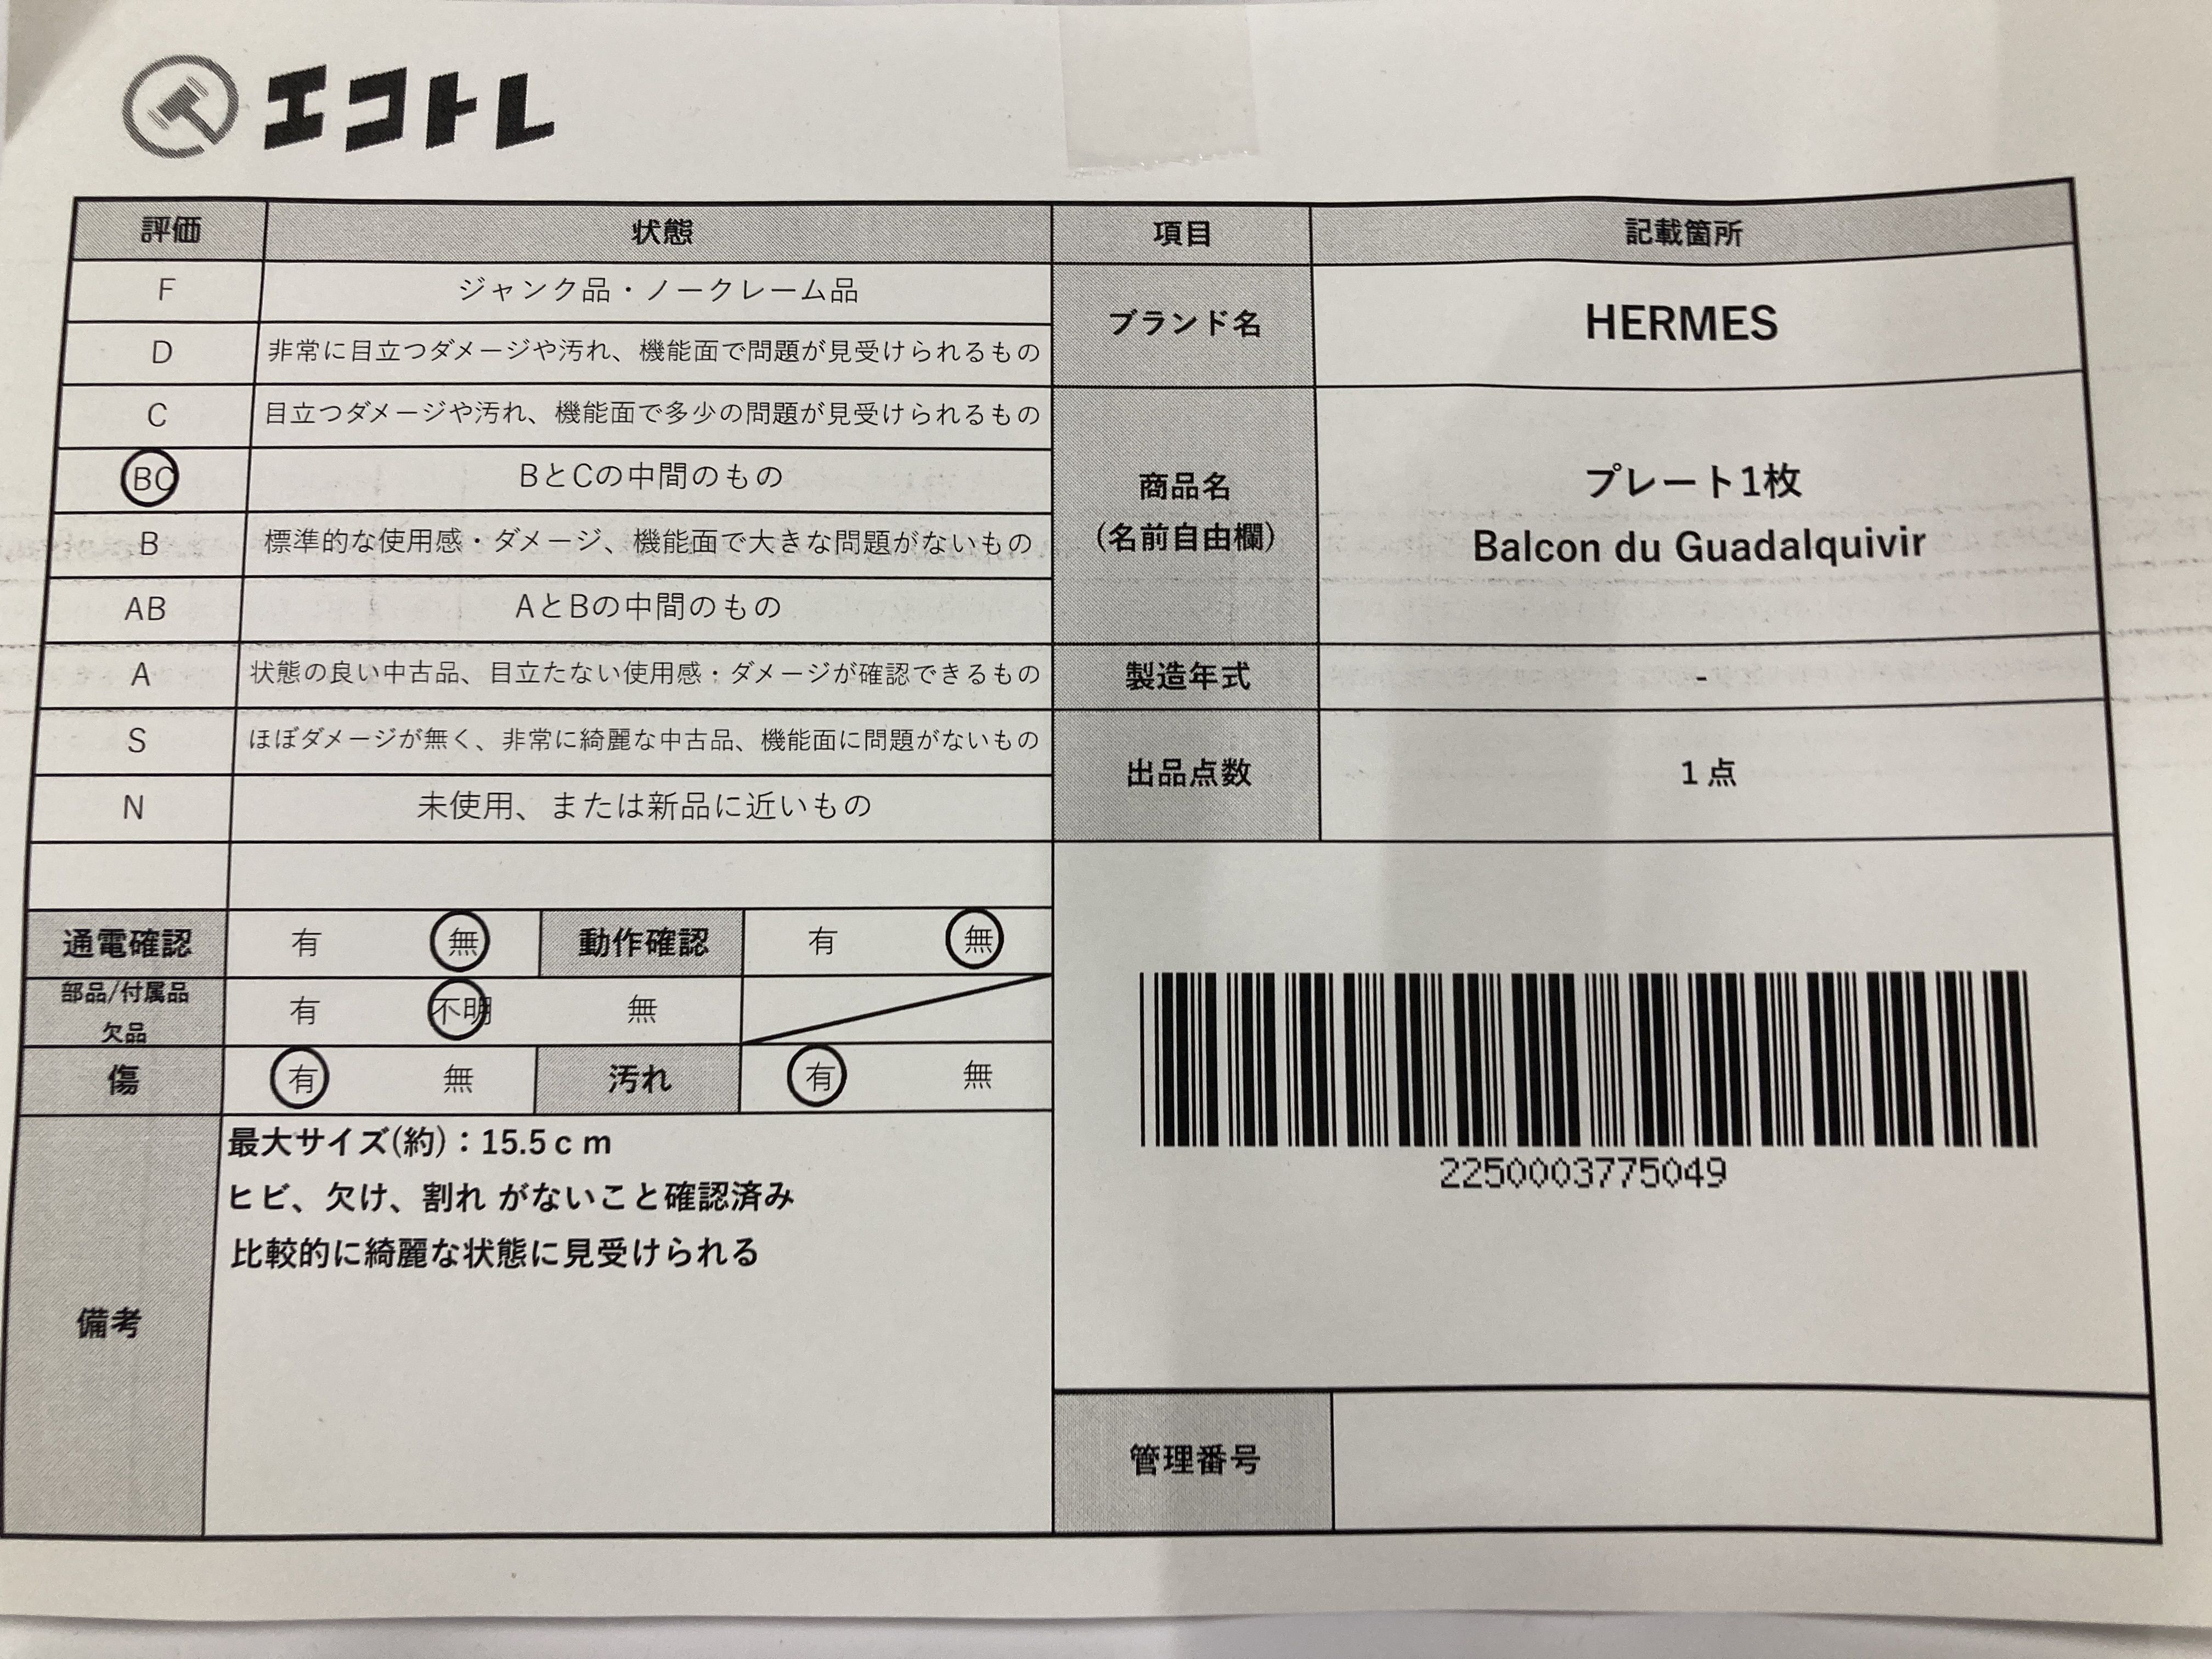 エコトレ
評価 状態 項目 記載箇所
F ジャンク品・ノークレーム品
D 非常に目立つダメージや汚れ、機能面で問題が見受けられるもの
ブランド名 HERMES
C 目立つダメージや汚れ、機能面で多少の問題が見受けられるもの
BC BとCの中間のもの
B 標準的な使用感・ダメージ、機能面で大きな問題がないもの
AB AとBの中間のもの
商品名
(名前自由欄)
プレート1枚
Balcon du Guadalquivir
A 状態の良い中古品、目立たない使用感・ダメージが確認できるもの
製造年式 -
S ほぼダメージが無く、非常に綺麗な中古品、機能面に問題がないもの
N 未使用、または新品に近いもの
出品点数 1点
通電確認 有 無 動作確認 有 無
部品/付属品
欠品
有 不明 無
傷 有 無 汚れ 有 無
備考
最大サイズ(約)：15.5cm
ヒビ、欠け、割れ がないこと確認済み
比較的に綺麗な状態に見受けられる
2250003775049
管理番号